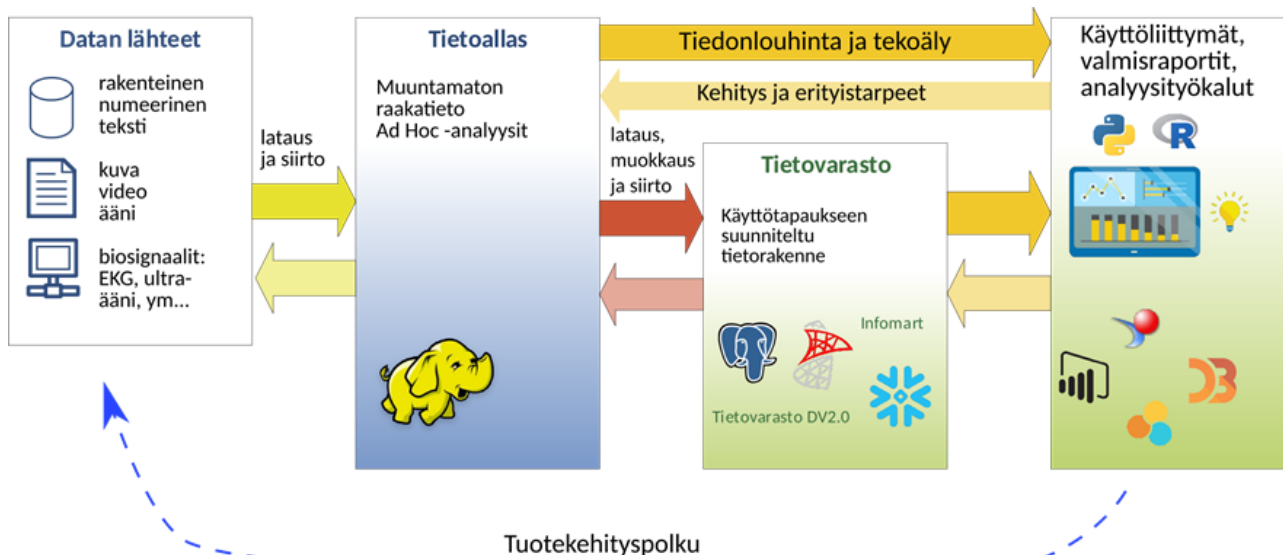 Datan lähteet
rakenteinen
numeerinen
teksti
kuva
video
ääni
biosignaalit:
EKG, ultra-
ääni, ym...
lataus
ja siirto
Tietoallas
Muuntamaton
raakatieto
Ad Hoc -analyysit
Tiedonlouhinta ja tekoäly
Kehitys ja erityistarpeet
lataus,
muokkaus
ja siirto
Tietovarasto
Käyttötapaukseen
suunniteltu
tietorakenne
Infomart
Tietovarasto DV2.0
Käyttöliittymät,
valmisraportit,
analyysityökalut
R
D3
Tuotekehityspolku